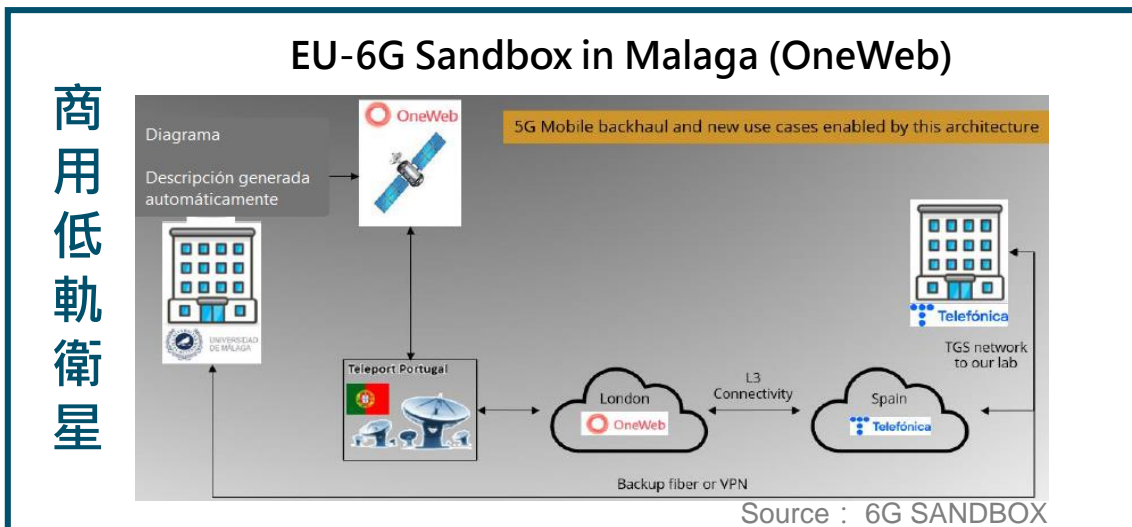 EU-6G Sandbox in Malaga (OneWeb)
商用低軌衛星
Diagrama
Descripción generada
automáticamente
OneWeb
5G Mobile backhaul and new use cases enabled by this architecture
UNIVERSIDAD
DE MÁLAGA
Telefónica
TGS network
to our lab
Teleport Portugal
London
OneWeb
L3
Connectivity
Spain
Telefónica
Backup fiber or VPN
Source： 6G SANDBOX